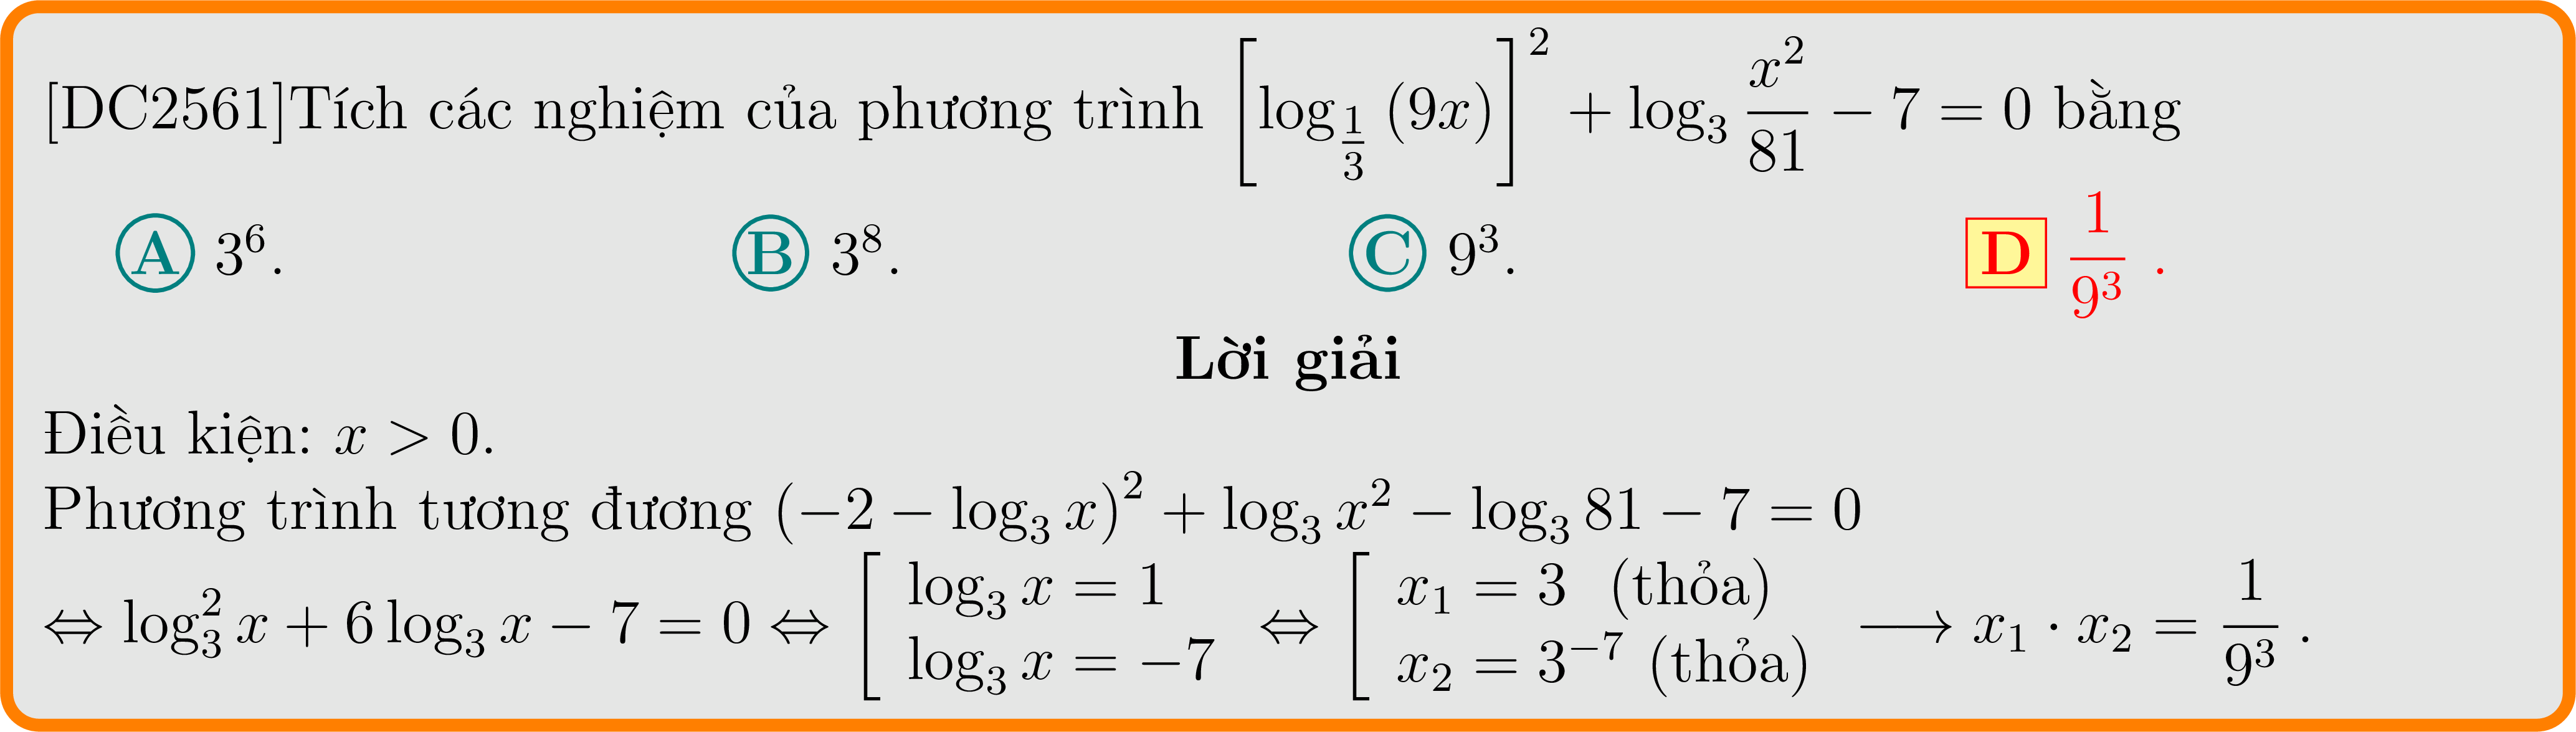 [DC2561]Tích các nghiệm của phương trình $\left[\log_{\frac{1}{3}}(9x)\right]^2 + \log_3 \frac{x^2}{81} - 7 = 0$ bằng
A $3^6$. B $3^8$. C $9^3$. D $\frac{1}{9^3}$.
Lời giải
Điều kiện: $x > 0$.
Phương trình tương đương $(-2 - \log_3 x)^2 + \log_3 x^2 - \log_3 81 - 7 = 0$
$\Leftrightarrow \log_3^2 x + 6\log_3 x - 7 = 0 \Leftrightarrow \left[\begin{array}{l} \log_3 x = 1 \\ \log_3 x = -7 \end{array}\right. \Leftrightarrow \left[\begin{array}{l} x_1 = 3 \text{ (thỏa)} \\ x_2 = 3^{-7} \text{ (thỏa)} \end{array}\right. \longrightarrow x_1 \cdot x_2 = \frac{1}{9^3}$.